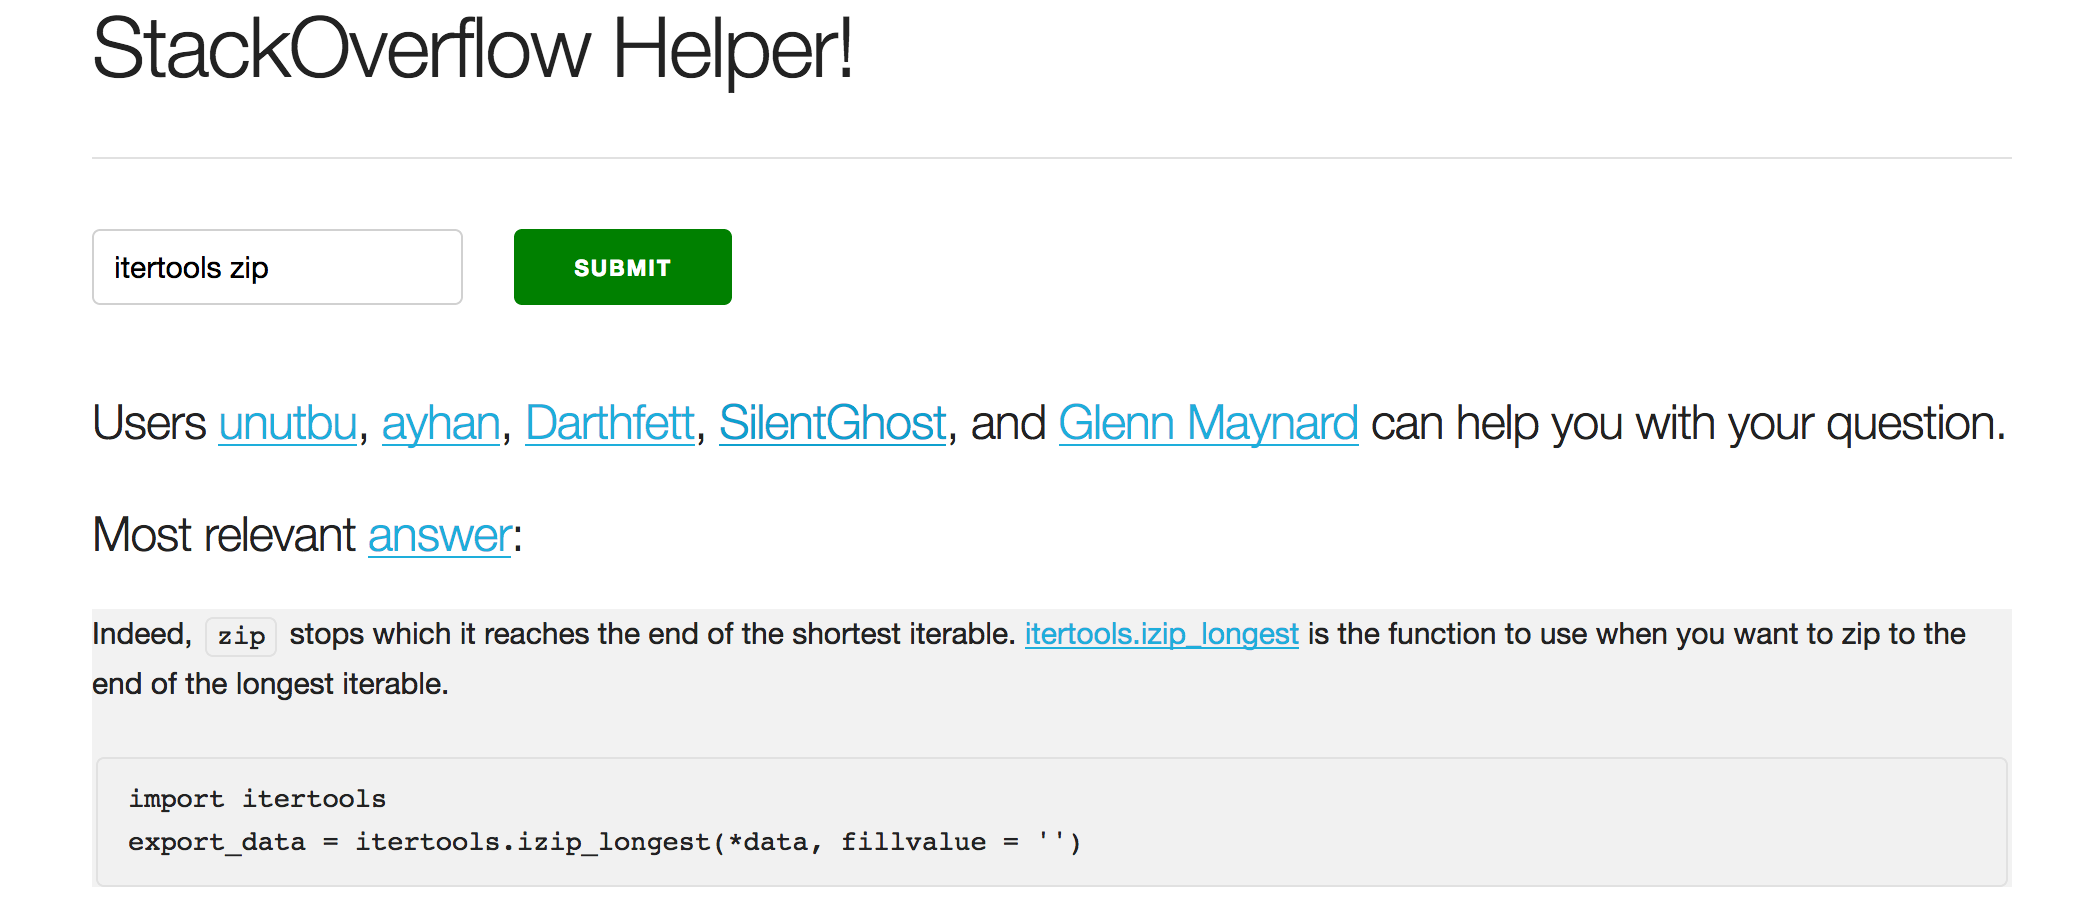 StackOverflow Helper!
itertools zip
SUBMIT
Users unutbu, ayhan, Darthfett, SilentGhost, and Glenn Maynard can help you with your question.
Most relevant answer:
Indeed, zip stops which it reaches the end of the shortest iterable. itertools.izip_longest is the function to use when you want to zip to the
end of the longest iterable.
import itertools
export_data = itertools.izip_longest(*data, fillvalue = '')